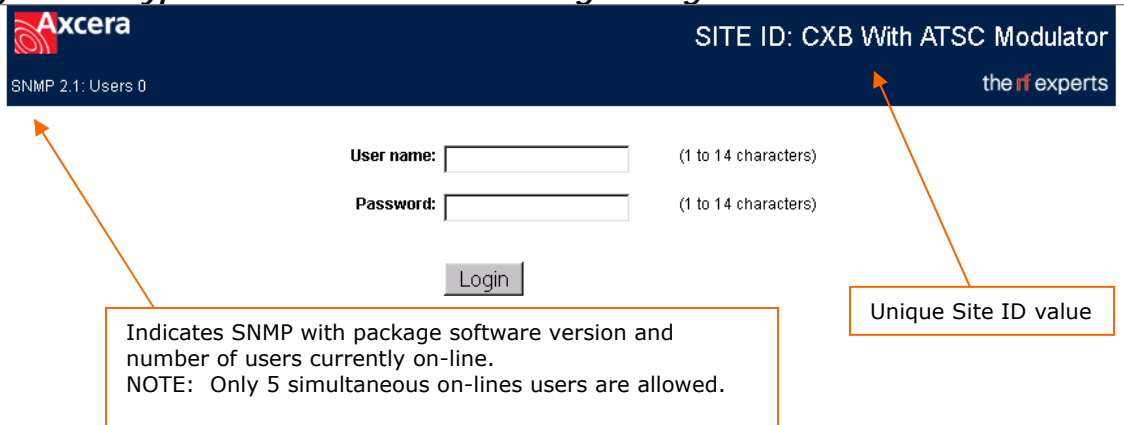 Axcera
SITE ID: CXB With ATSC Modulator
SNMP 2.1: Users 0
the rf experts
User name:
(1 to 14 characters)
Password:
(1 to 14 characters)
Login
Unique Site ID value
Indicates SNMP with package software version and
number of users currently on-line.
NOTE: Only 5 simultaneous on-lines users are allowed.